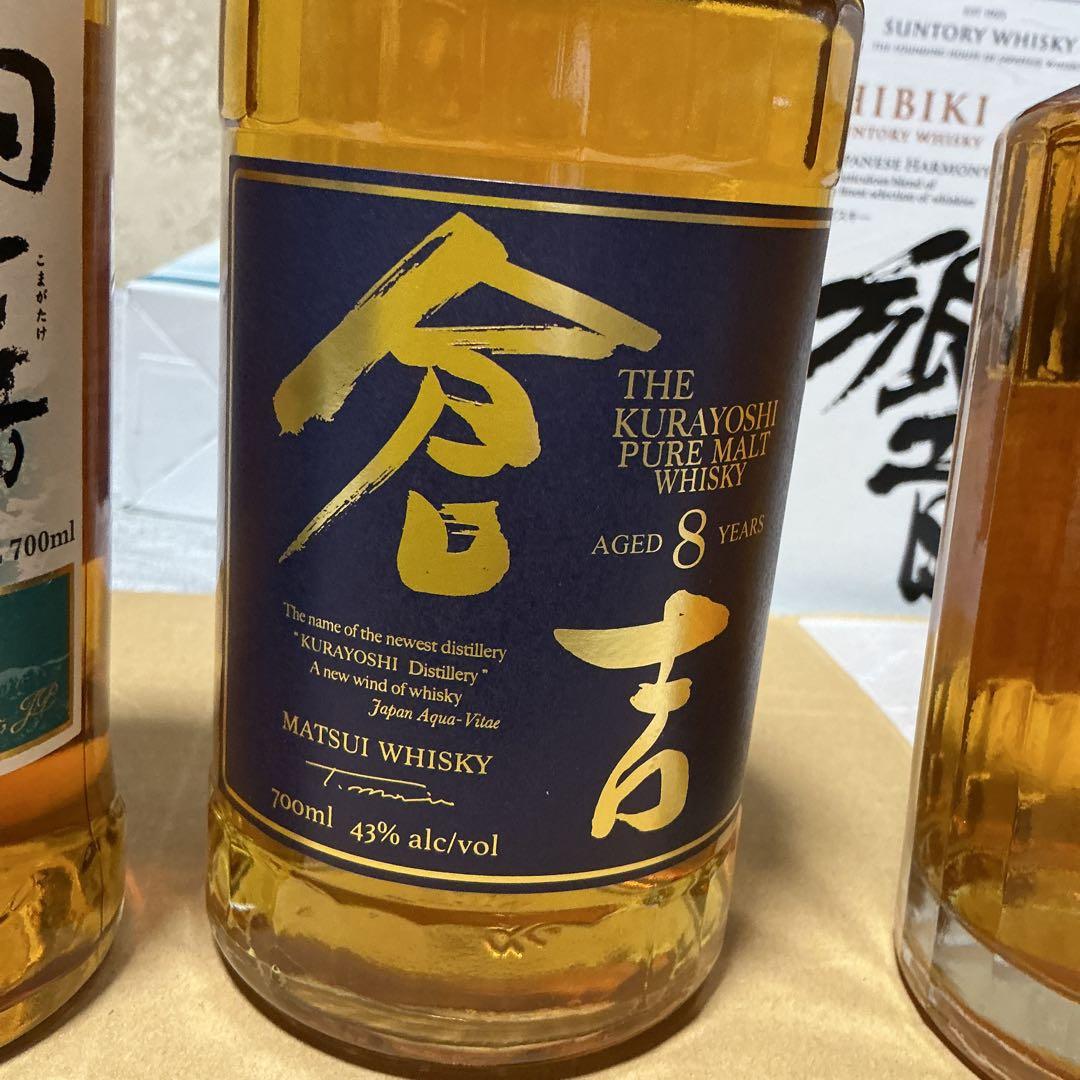 こまがたけ
700ml
倉吉
THE
KURAYOSHI
PURE MALT
WHISKY
AGED 8 YEARS
The name of the newest distillery
"KURAYOSHI Distillery"
A new wind of whisky
Japan Aqua-Vitae
MATSUI WHISKY
700ml 43% alc/vol
SUNTORY WHISKY
HIBIKI
SUNTORY WHISKY
JAPANESE HARMONY
響